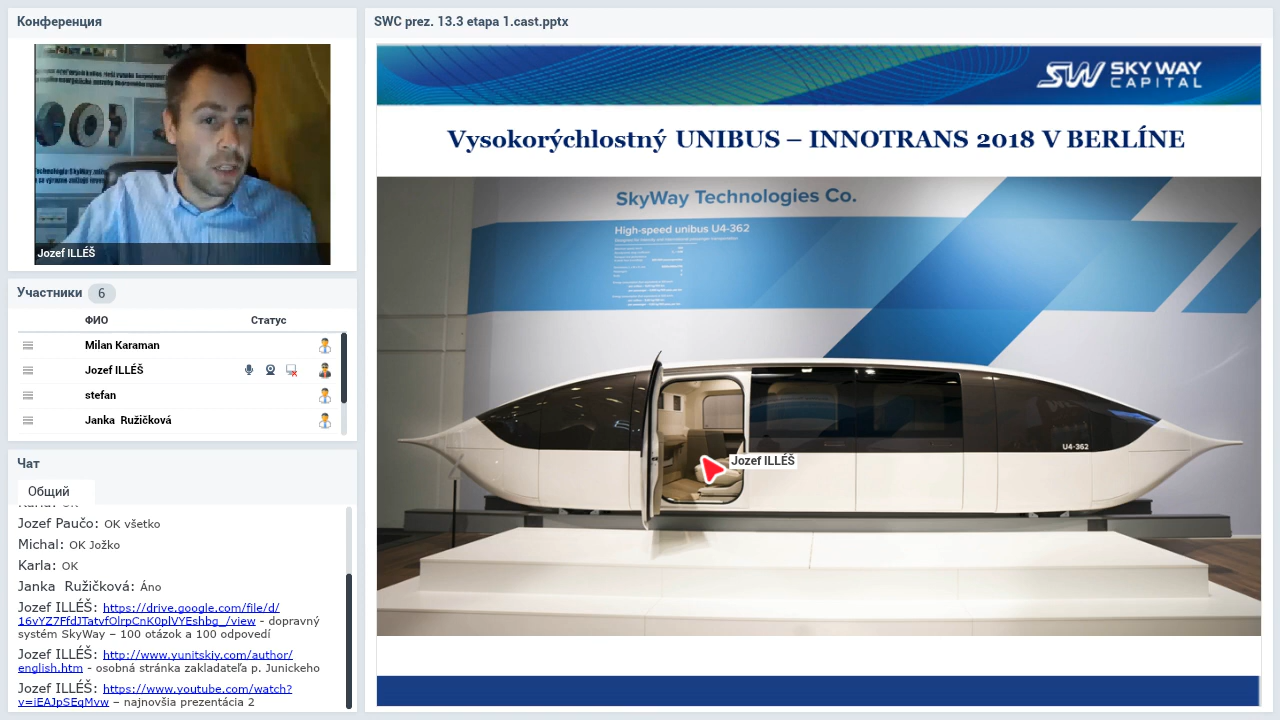 Конференция
Jozef ILLÉŠ
Участники 6
ФИО Статус
Milan Karaman
Jozef ILLÉŠ
stefan
Janka Ružičková
Чат
Общий
Karla: OK
Jozef Paučo: OK všetko
Michal: OK Jožko
Karla: OK
Janka Ružičková: Áno
Jozef ILLÉŠ: https://drive.google.com/file/d/
16vYZ7FfdJTatvfOlrpCnK0plVYEshbg_/view - dopravný
systém SkyWay – 100 otázok a 100 odpovedí
Jozef ILLÉŠ: http://www.yunitskiy.com/author/
english.htm - osobná stránka zakladateľa p. Junickeho
Jozef ILLÉŠ: https://www.youtube.com/watch?
v=iEAJpSEqMvw – najnovšia prezentácia 2
SWC prez. 13.3 etapa 1.cast.pptx
SW SKY WAY
CAPITAL
Vysokorýchlostný UNIBUS – INNOTRANS 2018 V BERLÍNE
SkyWay Technologies Co.
High-speed unibus U4-362
U4-362
Jozef ILLÉŠ